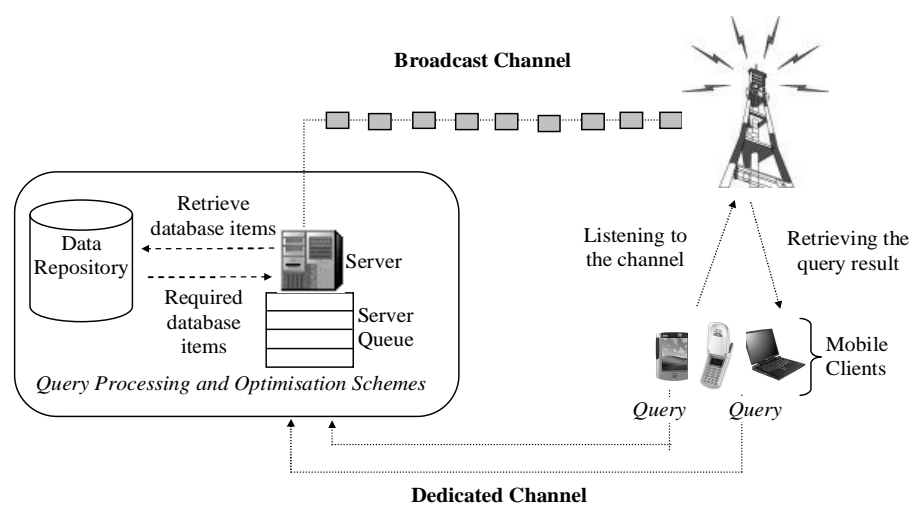 Broadcast Channel
Retrieve
database items
Data
Repository
Server
Required
database
items
Server
Queue
Query Processing and Optimisation Schemes
Listening to
the channel
Retrieving the
query result
Mobile
Clients
Query
Query
Dedicated Channel